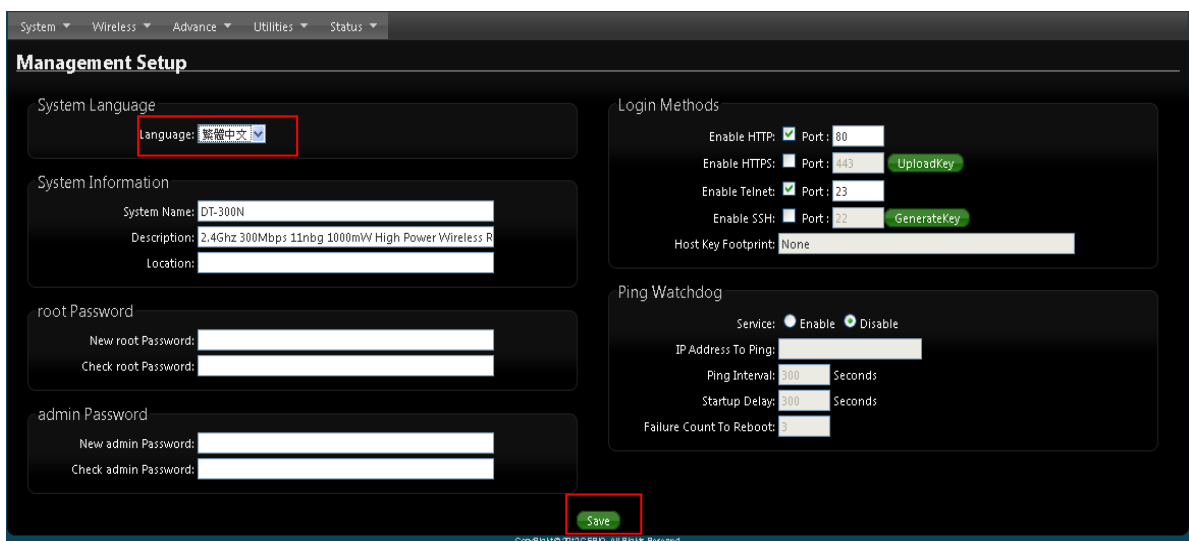 System Wireless Advance Utilities Status
Management Setup
System Language
Language: 繁體中文
System Information
System Name: DT-300N
Description: 2.4Ghz 300Mbps 11nbg 1000mW High Power Wireless R
Location:
root Password
New root Password:
Check root Password:
admin Password
New admin Password:
Check admin Password:
Login Methods
Enable HTTP: Port: 80
Enable HTTPS: Port: 443 UploadKey
Enable Telnet: Port: 23
Enable SSH: Port: 22 GenerateKey
Host Key Footprint: None
Ping Watchdog
Service: Enable Disable
IP Address To Ping:
Ping Interval: 300 Seconds
Startup Delay: 300 Seconds
Failure Count To Reboot: 3
Save